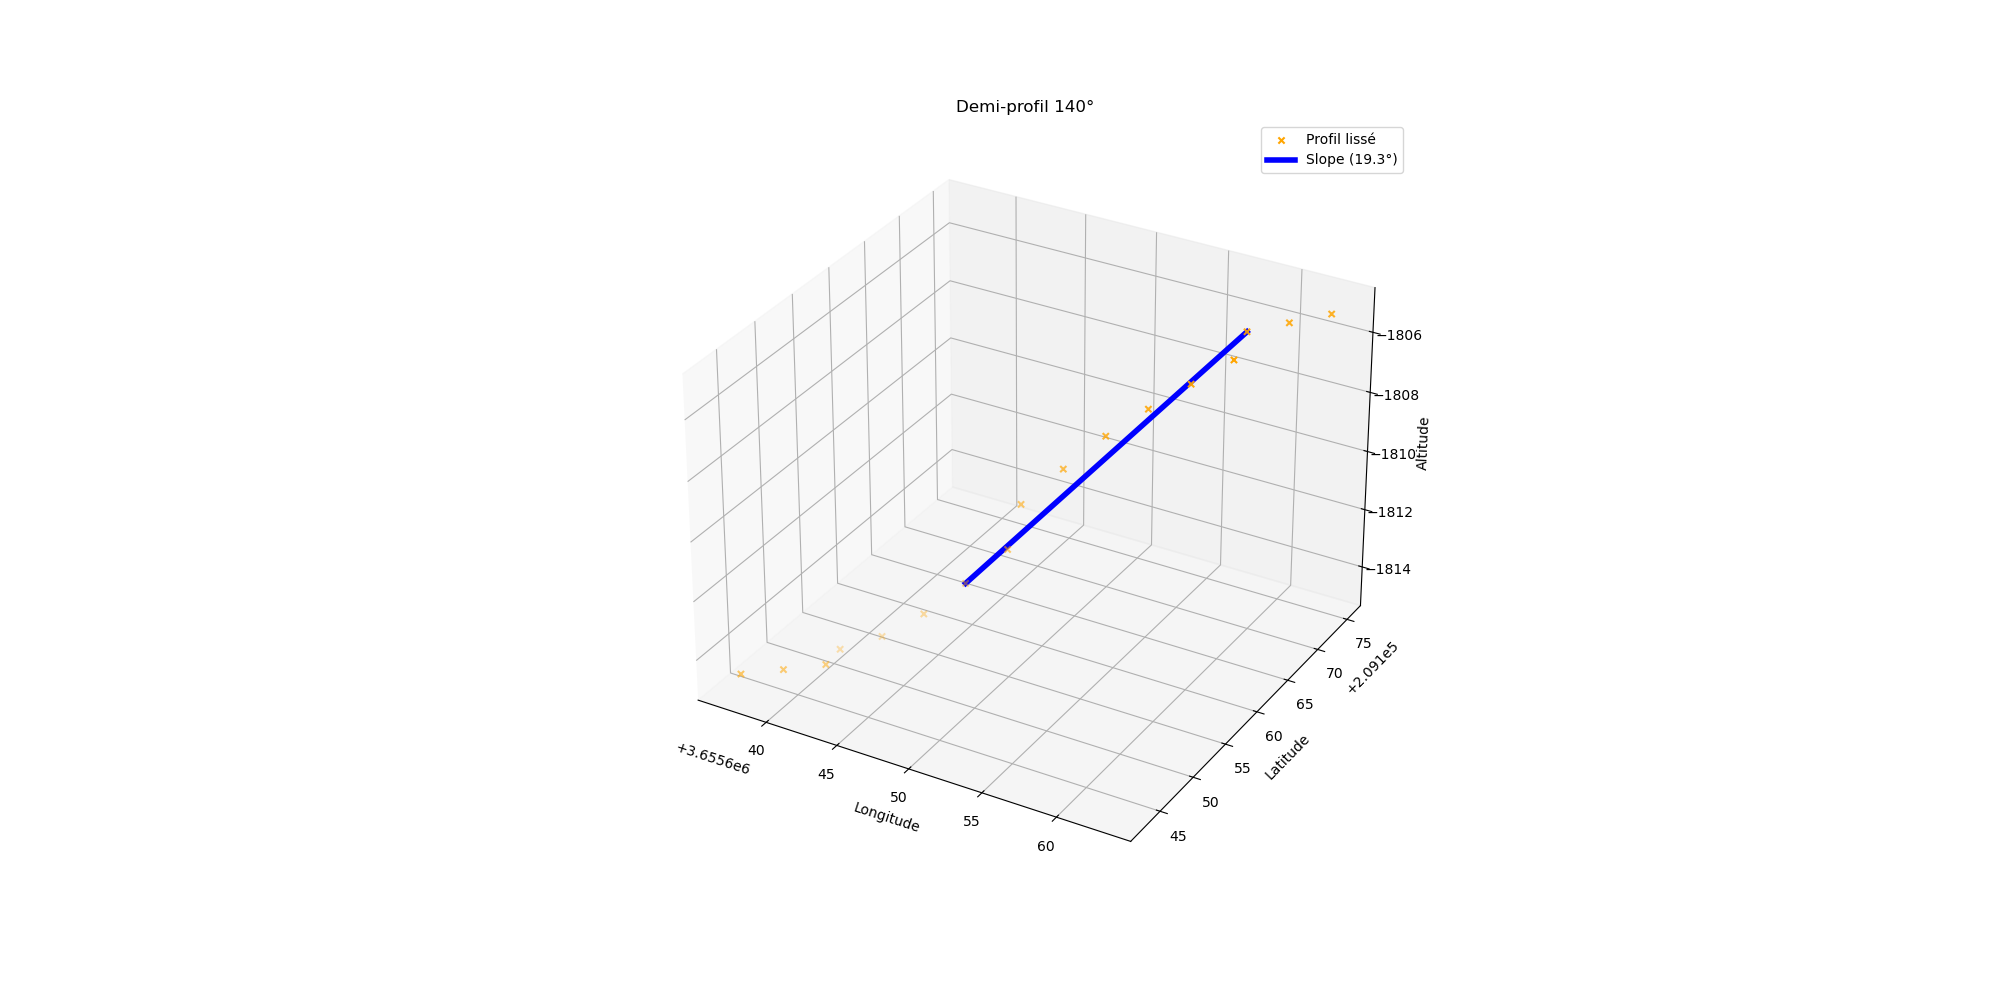 Demi-profil 140°
Profil lissé
Slope (19.3°)
−1806
−1808
−1810
−1812
−1814
Altitude
75
70
65
60
55
50
45
+2.091e5
Latitude
40
45
50
55
60
+3.6556e6
Longitude